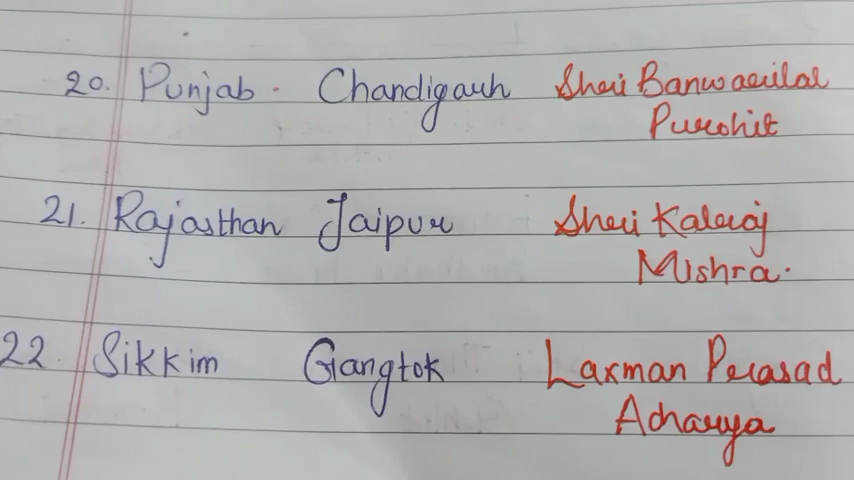 20. Punjab. Chandigarh Shri Banwarilal
Purohit
21. Rajasthan Jaipur Shri Kalraj
Mishra.
22. Sikkim Gangtok Laxman Prasad
Acharya